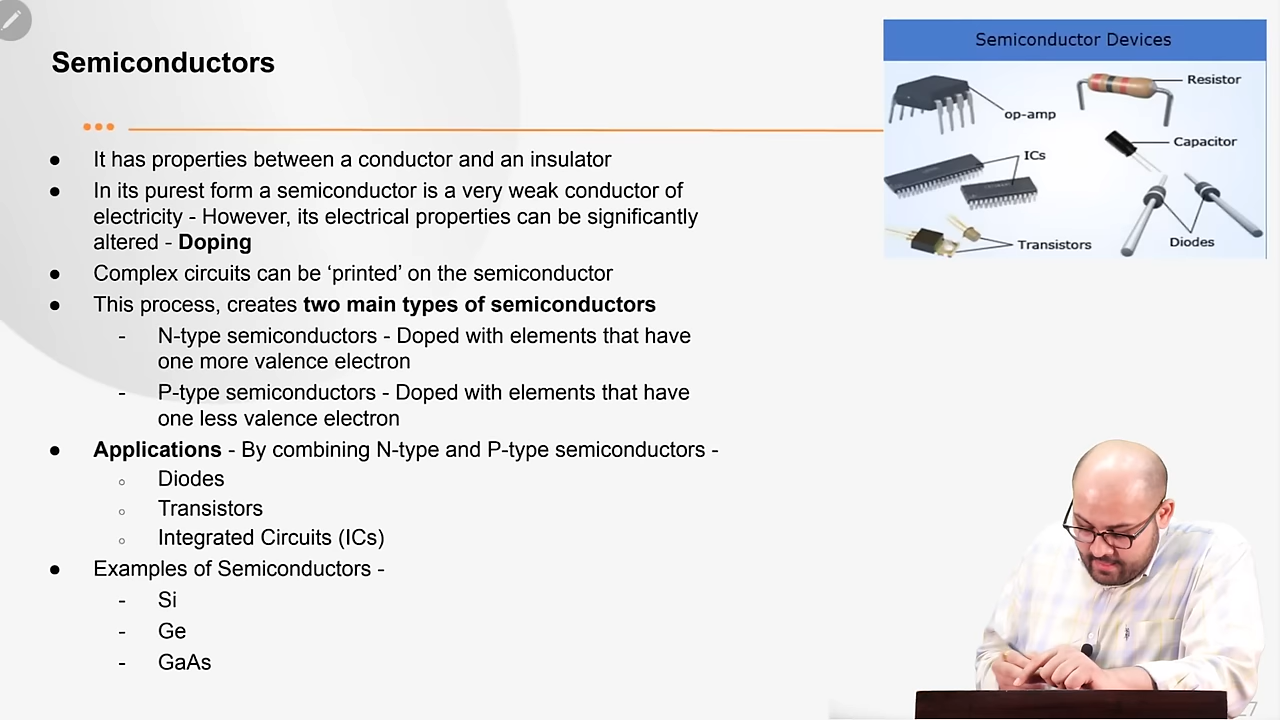 Semiconductors
● It has properties between a conductor and an insulator
● In its purest form a semiconductor is a very weak conductor of
electricity - However, its electrical properties can be significantly
altered - Doping
● Complex circuits can be ‘printed’ on the semiconductor
● This process, creates two main types of semiconductors
- N-type semiconductors - Doped with elements that have
one more valence electron
- P-type semiconductors - Doped with elements that have
one less valence electron
● Applications - By combining N-type and P-type semiconductors -
○ Diodes
○ Transistors
○ Integrated Circuits (ICs)
● Examples of Semiconductors -
- Si
- Ge
- GaAs
Semiconductor Devices
Resistor
op-amp
Capacitor
ICs
Transistors
Diodes